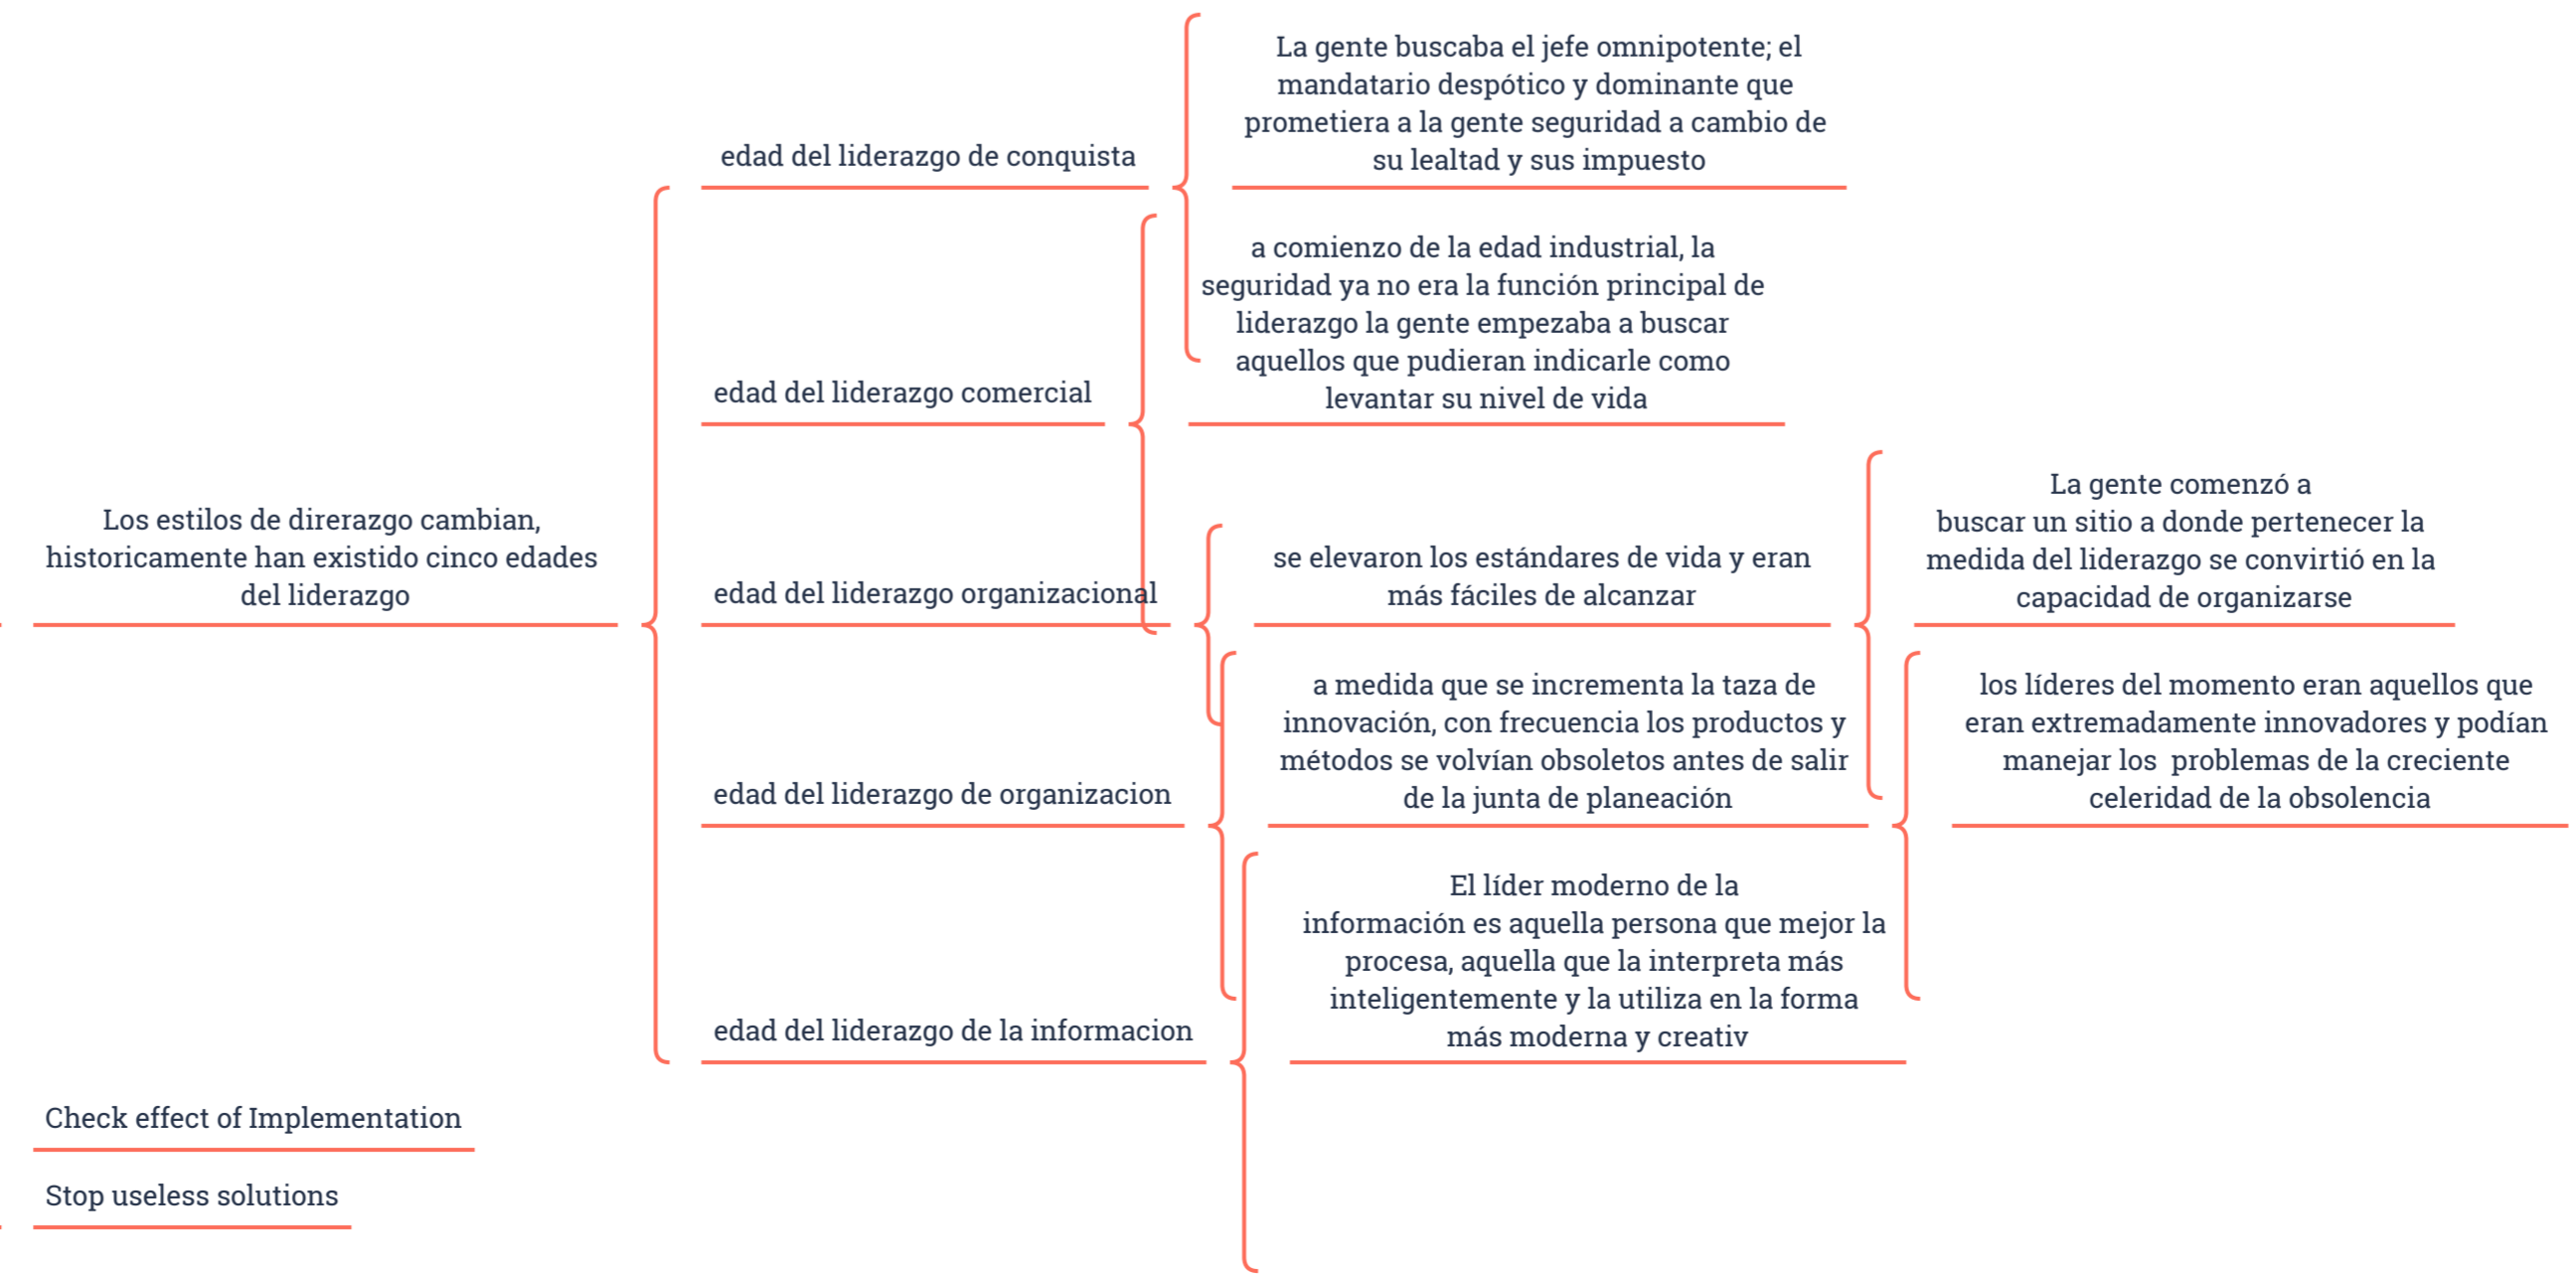 Los estilos de direrazgo cambian,
historicamente han existido cinco edades
del liderazgo
edad del liderazgo de conquista
La gente buscaba el jefe omnipotente; el
mandatario despótico y dominante que
prometiera a la gente seguridad a cambio de
su lealtad y sus impuesto
edad del liderazgo comercial
a comienzo de la edad industrial, la
seguridad ya no era la función principal de
liderazgo la gente empezaba a buscar
aquellos que pudieran indicarle como
levantar su nivel de vida
edad del liderazgo organizacional
se elevaron los estándares de vida y eran
más fáciles de alcanzar
La gente comenzó a
buscar un sitio a donde pertenecer la
medida del liderazgo se convirtió en la
capacidad de organizarse
edad del liderazgo de organizacion
a medida que se incrementa la taza de
innovación, con frecuencia los productos y
métodos se volvían obsoletos antes de salir
de la junta de planeación
los líderes del momento eran aquellos que
eran extremadamente innovadores y podían
manejar los  problemas de la creciente
celeridad de la obsolencia
edad del liderazgo de la informacion
El líder moderno de la
información es aquella persona que mejor la
procesa, aquella que la interpreta más
inteligentemente y la utiliza en la forma
más moderna y creativ
Check effect of Implementation
Stop useless solutions